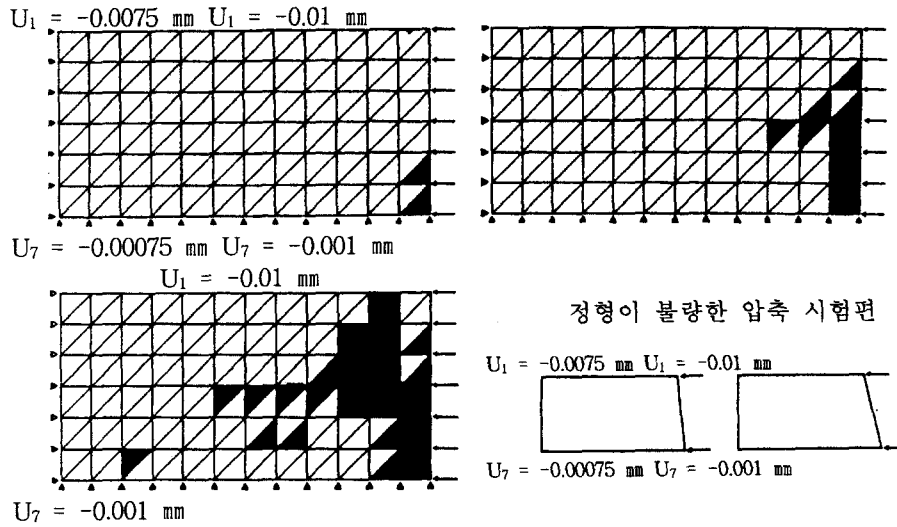 U₁ = -0.0075 mm U₁ = -0.01 mm
U₇ = -0.00075 mm U₇ = -0.001 mm
U₁ = -0.01 mm
U₇ = -0.001 mm
정형이 불량한 압축 시험편
U₁ = -0.0075 mm U₁ = -0.01 mm
U₇ = -0.00075 mm U₇ = -0.001 mm